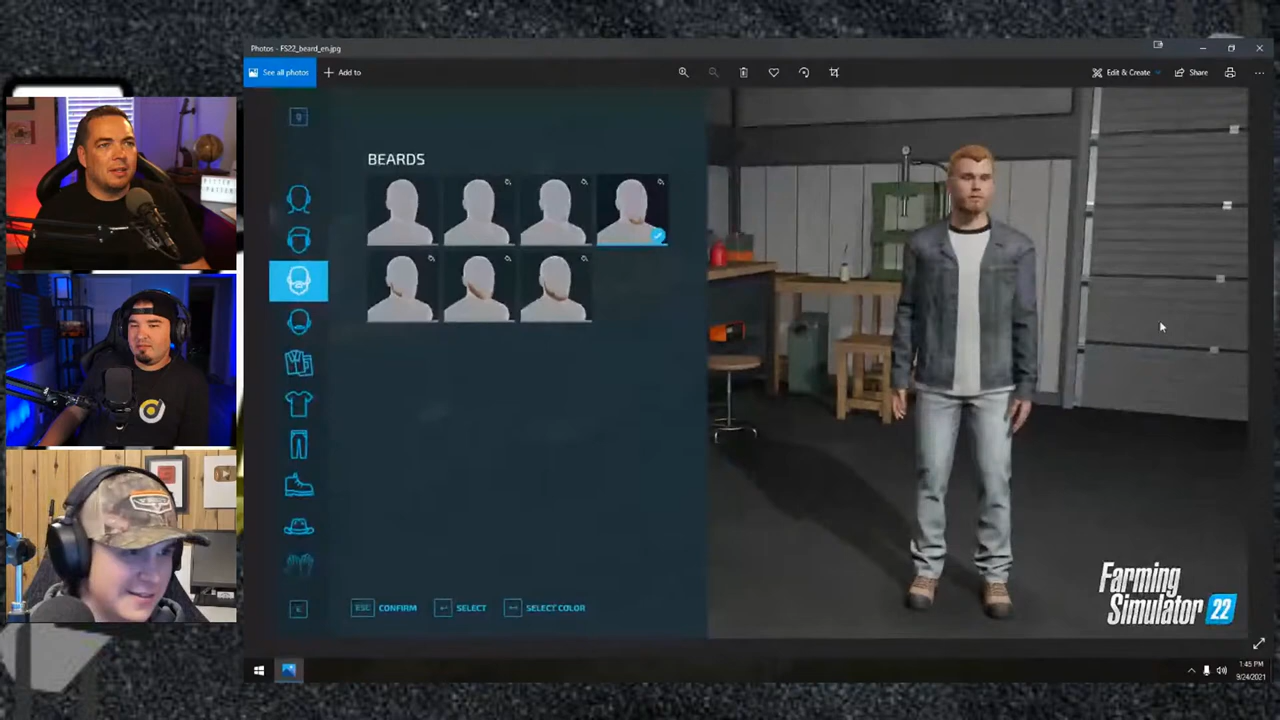 Photos - FS22_beard_en.jpg
See all photos
Add to
Edit & Create
Share
BEARDS
ESC CONFIRM
SELECT
SELECT COLOR
Farming
Simulator 22
1:45 PM
9/24/2021